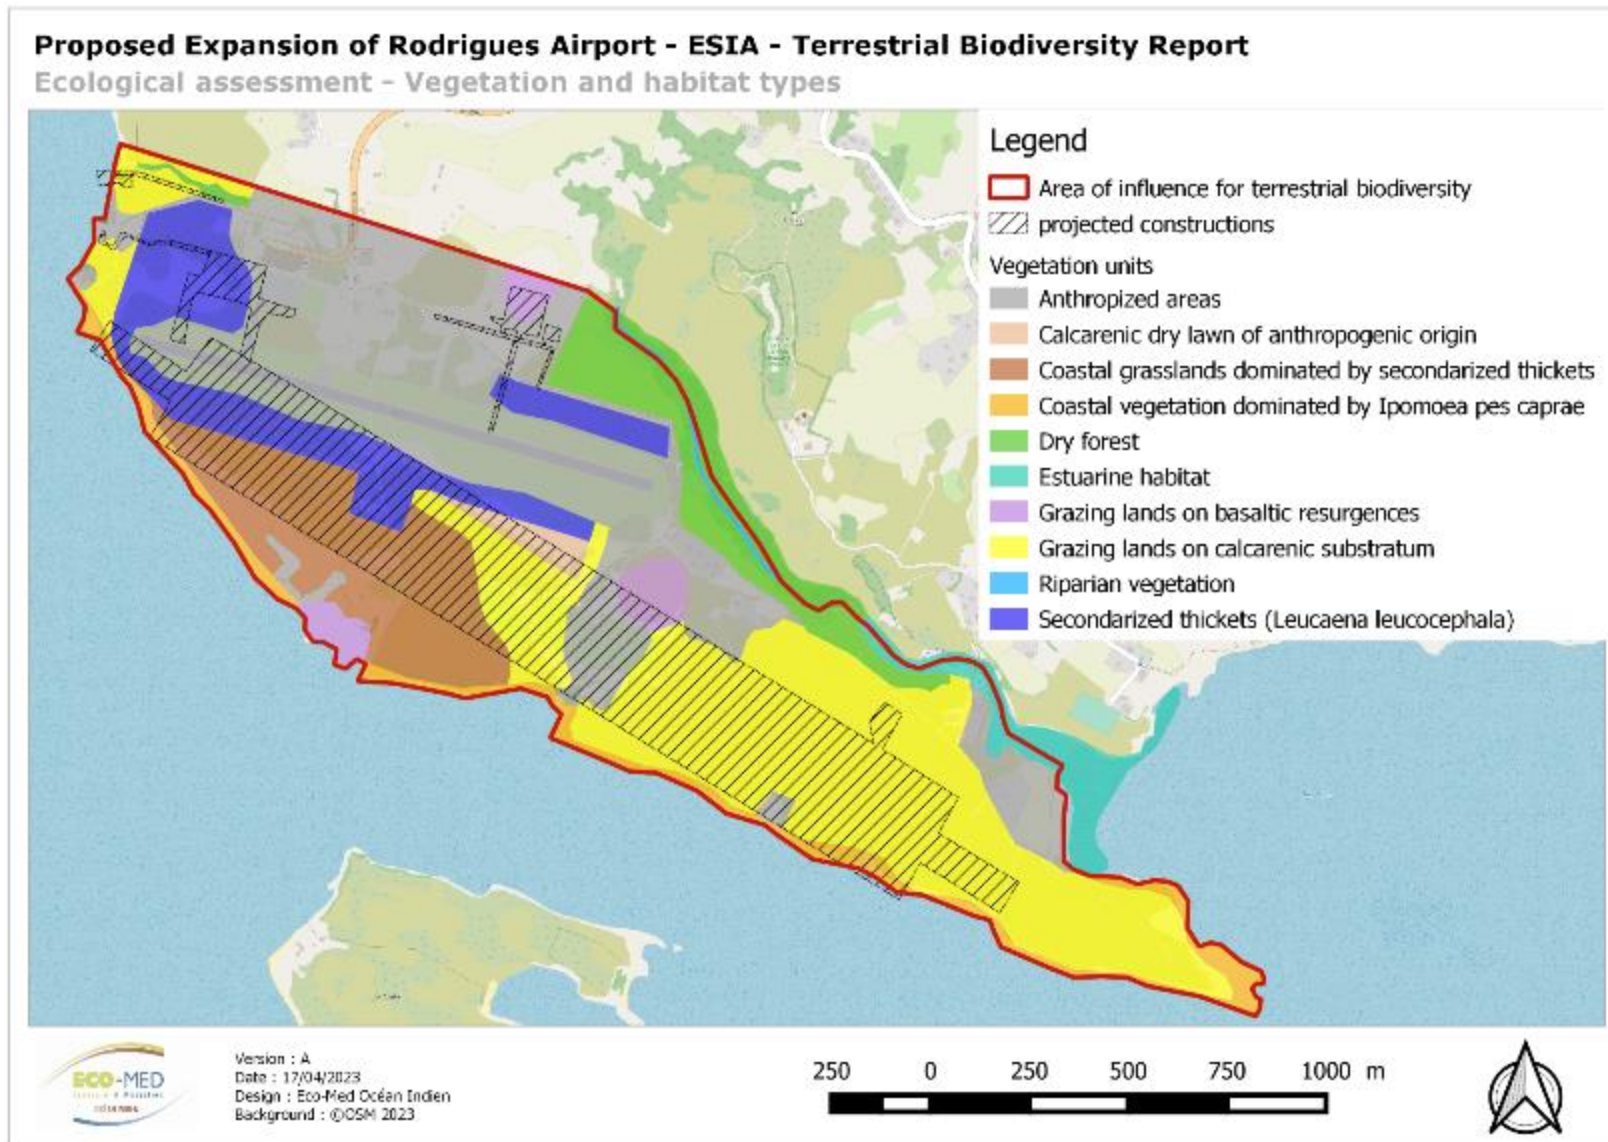 Proposed Expansion of Rodrigues Airport - ESIA - Terrestrial Biodiversity Report
Ecological assessment - Vegetation and habitat types
Legend
Area of influence for terrestrial biodiversity
projected constructions
Vegetation units
Anthropized areas
Calcarenic dry lawn of anthropogenic origin
Coastal grasslands dominated by secondarized thickets
Coastal vegetation dominated by Ipomoea pes caprae
Dry forest
Estuarine habitat
Grazing lands on basaltic resurgences
Grazing lands on calcarenic substratum
Riparian vegetation
Secondarized thickets (Leucaena leucocephala)
ECO-MED
Version : A
Date : 17/04/2023
Design : Eco-Med Océan Indien
Background : ©OSM 2023
250 0 250 500 750 1000 m